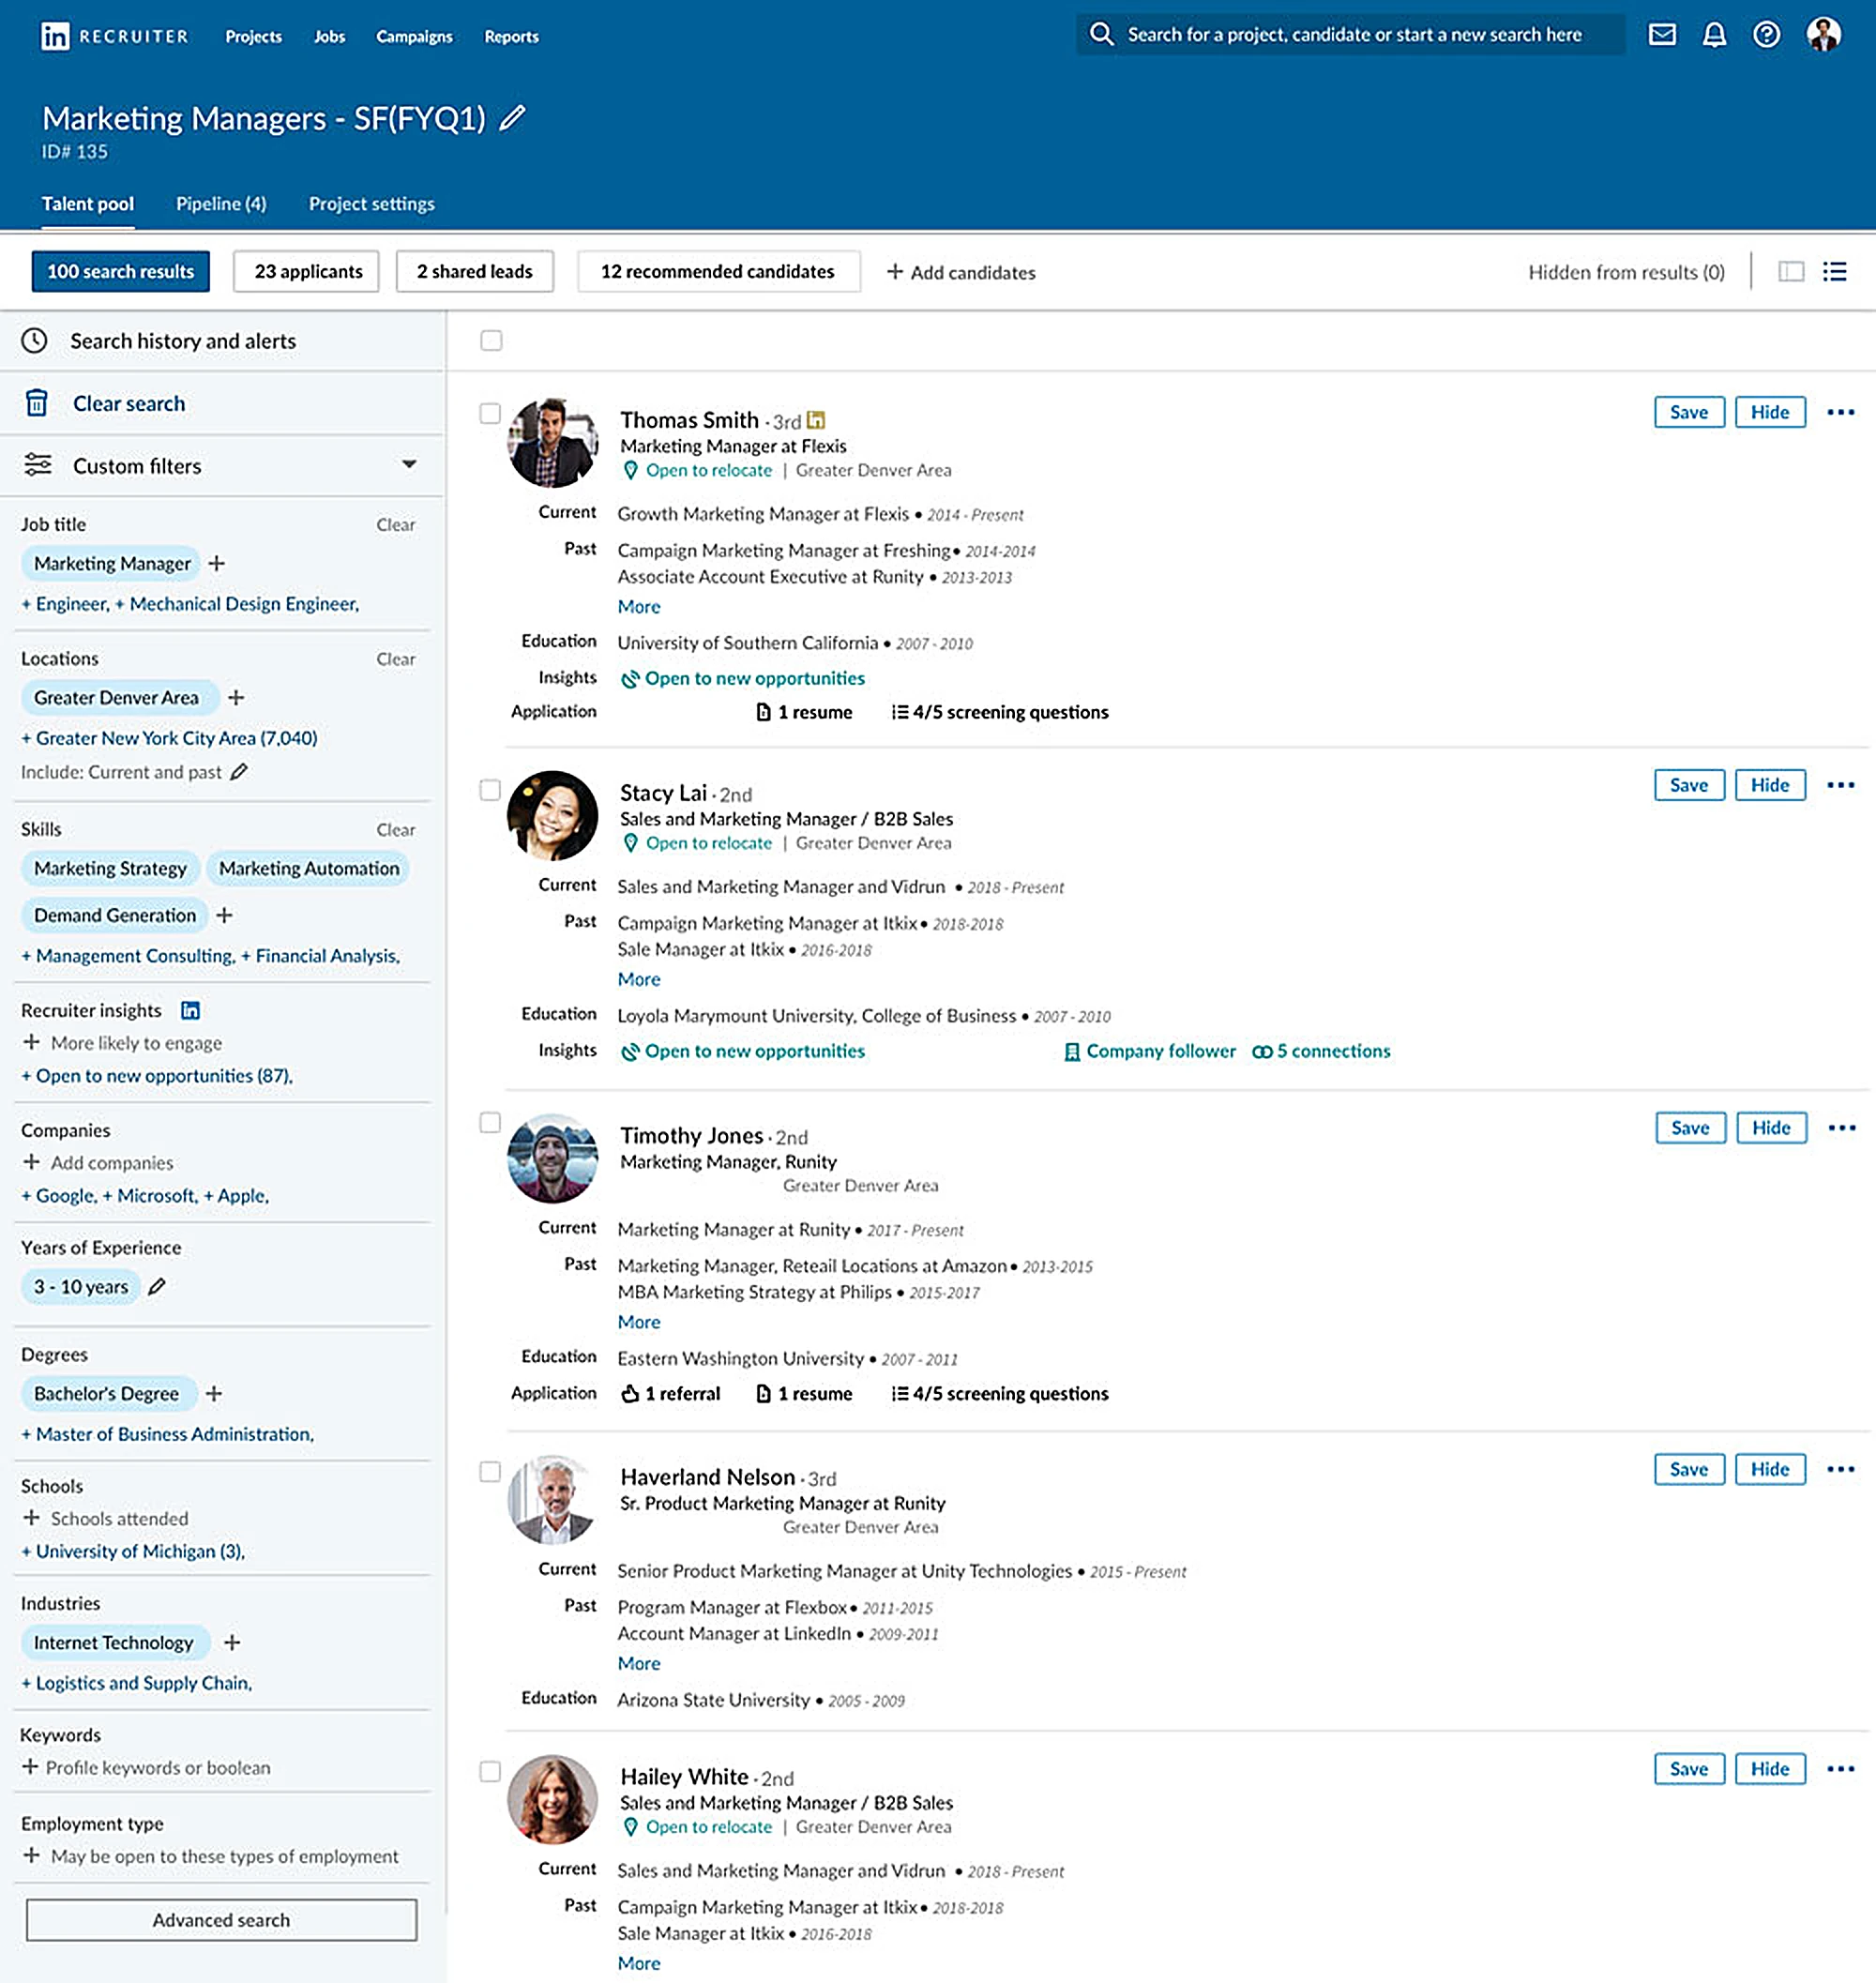 in RECRUITER Projects Jobs Campaigns Reports Search for a project, candidate or start a new search here
Marketing Managers - SF(FYQ1)
ID# 135
Talent pool Pipeline (4) Project settings
100 search results 23 applicants 2 shared leads 12 recommended candidates + Add candidates Hidden from results (0)
Search history and alerts
Clear search
Custom filters
Job title Clear
Marketing Manager +
+ Engineer, + Mechanical Design Engineer,
Locations Clear
Greater Denver Area +
+ Greater New York City Area (7,040)
Include: Current and past
Skills Clear
Marketing Strategy Marketing Automation
Demand Generation +
+ Management Consulting, + Financial Analysis,
Recruiter insights in
+ More likely to engage
+ Open to new opportunities (87),
Companies
+ Add companies
+ Google, + Microsoft, + Apple,
Years of Experience
3 - 10 years
Degrees
Bachelor's Degree +
+ Master of Business Administration,
Schools
+ Schools attended
+ University of Michigan (3),
Industries
Internet Technology +
+ Logistics and Supply Chain,
Keywords
+ Profile keywords or boolean
Employment type
+ May be open to these types of employment
Advanced search
Thomas Smith · 3rd in Save Hide
Marketing Manager at Flexis
Open to relocate | Greater Denver Area
Current Growth Marketing Manager at Flexis • 2014 - Present
Past Campaign Marketing Manager at Freshing • 2014-2014
Associate Account Executive at Runity • 2013-2013
More
Education University of Southern California • 2007 - 2010
Insights Open to new opportunities
Application 1 resume 4/5 screening questions
Stacy Lai · 2nd Save Hide
Sales and Marketing Manager / B2B Sales
Open to relocate | Greater Denver Area
Current Sales and Marketing Manager and Vidrun • 2018 - Present
Past Campaign Marketing Manager at Itkix • 2018-2018
Sale Manager at Itkix • 2016-2018
More
Education Loyola Marymount University, College of Business • 2007 - 2010
Insights Open to new opportunities Company follower 5 connections
Timothy Jones · 2nd Save Hide
Marketing Manager, Runity
Greater Denver Area
Current Marketing Manager at Runity • 2017 - Present
Past Marketing Manager, Reteail Locations at Amazon • 2013-2015
MBA Marketing Strategy at Philips • 2015-2017
More
Education Eastern Washington University • 2007 - 2011
Application 1 referral 1 resume 4/5 screening questions
Haverland Nelson · 3rd Save Hide
Sr. Product Marketing Manager at Runity
Greater Denver Area
Current Senior Product Marketing Manager at Unity Technologies • 2015 - Present
Past Program Manager at Flexbox • 2011-2015
Account Manager at LinkedIn • 2009-2011
More
Education Arizona State University • 2005 - 2009
Hailey White · 2nd Save Hide
Sales and Marketing Manager / B2B Sales
Open to relocate | Greater Denver Area
Current Sales and Marketing Manager and Vidrun • 2018 - Present
Past Campaign Marketing Manager at Itkix • 2018-2018
Sale Manager at Itkix • 2016-2018
More